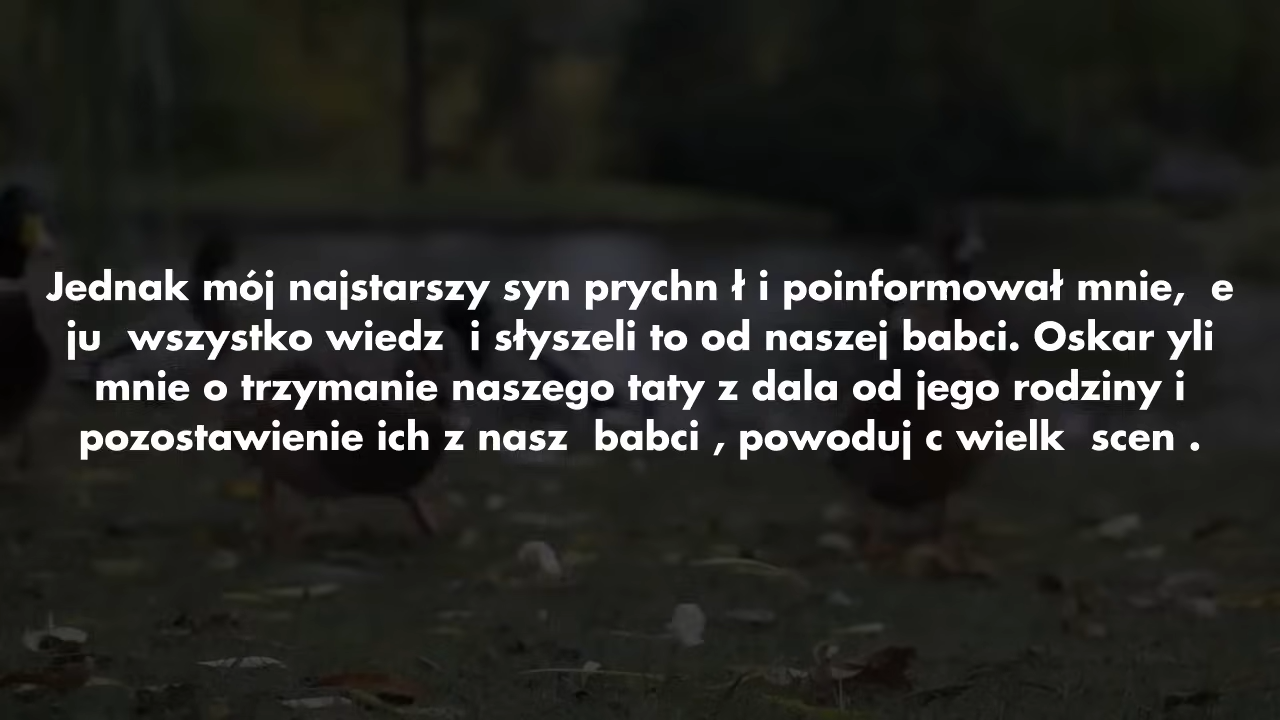 Jednak mój najstarszy syn prychn ł i poinformował mnie,  e
ju  wszystko wiedz  i słyszeli to od naszej babci. Oskar yli
mnie o trzymanie naszego taty z dala od jego rodziny i
pozostawienie ich z nasz  babci , powoduj c wielk  scen .